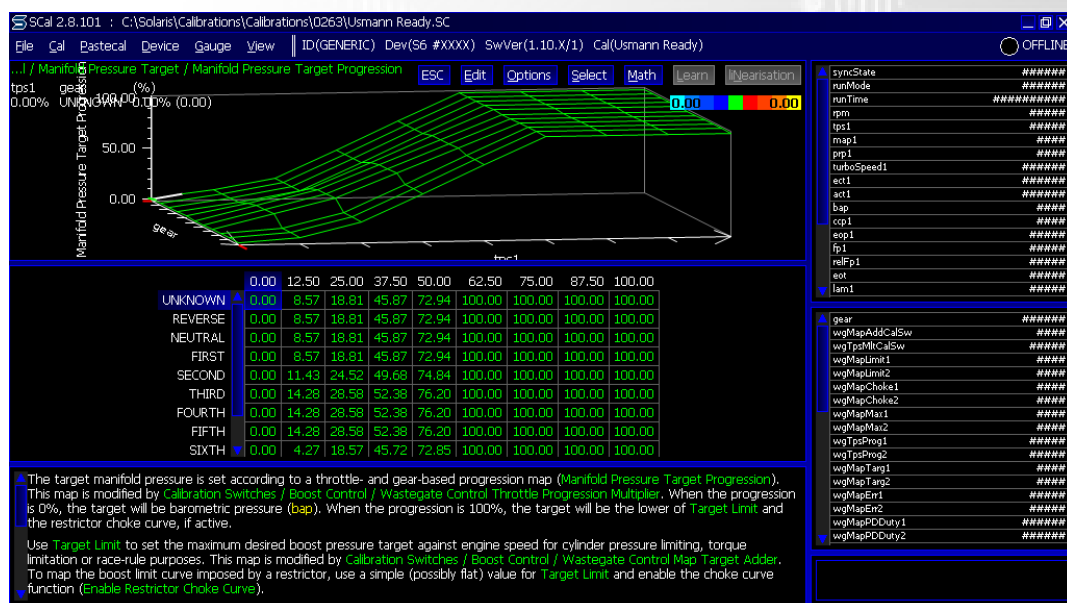 SCal 2.8.101 : C:\Solaris\Calibrations\Calibrations\0263\Usmann Ready.SC
File Cal Pastecal Device Gauge View ID(GENERIC) Dev(S6 #XXXX) SwVer(1.10.X/1) Cal(Usmann Ready) OFFLINE
...l / Manifold Pressure Target / Manifold Pressure Target Progression ESC Edit Options Select Math Learn liNearisation
tps1 gear (%)
0.00% UNKNOWN 0.00% (0.00)
0.00 0.00
Manifold Pressure Target Progression
100.00
50.00
0.00
gear
tps1
0.00 12.50 25.00 37.50 50.00 62.50 75.00 87.50 100.00
UNKNOWN 0.00 8.57 18.81 45.87 72.94 100.00 100.00 100.00 100.00
REVERSE 0.00 8.57 18.81 45.87 72.94 100.00 100.00 100.00 100.00
NEUTRAL 0.00 8.57 18.81 45.87 72.94 100.00 100.00 100.00 100.00
FIRST 0.00 8.57 18.81 45.87 72.94 100.00 100.00 100.00 100.00
SECOND 0.00 11.43 24.52 49.68 74.84 100.00 100.00 100.00 100.00
THIRD 0.00 14.28 28.58 52.38 76.20 100.00 100.00 100.00 100.00
FOURTH 0.00 14.28 28.58 52.38 76.20 100.00 100.00 100.00 100.00
FIFTH 0.00 14.28 28.58 52.38 76.20 100.00 100.00 100.00 100.00
SIXTH 0.00 4.27 18.57 45.72 72.85 100.00 100.00 100.00 100.00
The target manifold pressure is set according to a throttle- and gear-based progression map (Manifold Pressure Target Progression).
This map is modified by Calibration Switches / Boost Control / Wastegate Control Throttle Progression Multiplier. When the progression
is 0%, the target will be barometric pressure (bap). When the progression is 100%, the target will be the lower of Target Limit and
the restrictor choke curve, if active.
Use Target Limit to set the maximum desired boost pressure target against engine speed for cylinder pressure limiting, torque
limitation or race-rule purposes. This map is modified by Calibration Switches / Boost Control / Wastegate Control Map Target Adder.
To map the boost limit curve imposed by a restrictor, use a simple (possibly flat) value for Target Limit and enable the choke curve
function (Enable Restrictor Choke Curve).
syncState ######
runMode ######
runTime ##########
rpm #####
tps1 #####
map1 ####
prp1 ####
turboSpeed1 ######
ect1 #####
act1 #####
bap ####
ccp1 ####
eop1 #####
fp1 #####
relFp1 #####
eot #####
lam1 ####
gear ######
wgMapAddCalSw ####
wgTpsMltCalSw #####
wgMapLimit1 ####
wgMapLimit2 ####
wgMapChoke1 ####
wgMapChoke2 ####
wgMapMax1 ####
wgMapMax2 ####
wgTpsProg1 #####
wgTpsProg2 #####
wgMapTarg1 ####
wgMapTarg2 ####
wgMapErr1 #####
wgMapErr2 #####
wgMapPDDuty1 ######
wgMapPDDuty2 ######